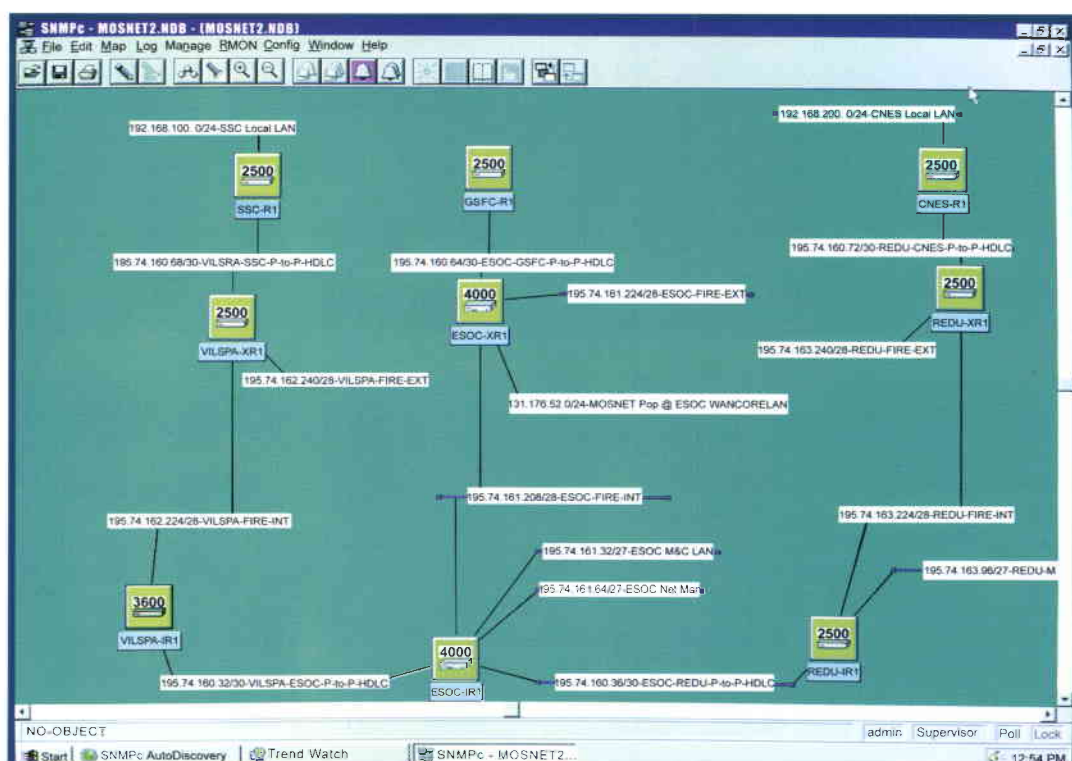 SNMPc - MOSNET2.NDB - (MOSNET2.NDB)
File Edit Map Log Manage RMON Config Window Help
192.168.100. 0/24-SSC Local LAN
192.168.200. 0/24-CNES Local LAN
2500
SSC-R1
2500
GSFC-R1
2500
CNES-R1
195.74.160.68/30-VILSRA-SSC-P-to-P-HDLC
195.74.160.64/30-ESOC-GSFC-P-to-P-HDLC
195.74.160.72/30-REDU-CNES-P-to-P-HDLC
2500
VILSPA-XR1
4000
ESOC-XR1
195.74.161.224/28-ESOC-FIRE-EXT
2500
REDU-XR1
195.74.162.240/28-VILSPA-FIRE-EXT
195.74.163.240/28-REDU-FIRE-EXT
131.176.52.0/24-MOSNET Pop @ ESOC WANCORELAN
195.74.161.208/28-ESOC-FIRE-INT
195.74.162.224/28-VILSPA-FIRE-INT
195.74.163.224/28-REDU-FIRE-INT
195.74.161.32/27-ESOC M&C LAN
195.74.163.96/27-REDU-M
195.74.161.64/27-ESOC Net Man
3600
VILSPA-IR1
4000
ESOC-IR1
2500
REDU-IR1
195.74.160.32/30-VILSPA-ESOC-P-to-P-HDLC
195.74.160.36/30-ESOC-REDU-P-to-P-HDLC
NO-OBJECT
admin Supervisor Poll Lock
Start SNMPc AutoDiscovery Trend Watch SNMPc - MOSNET2... 12:54 PM